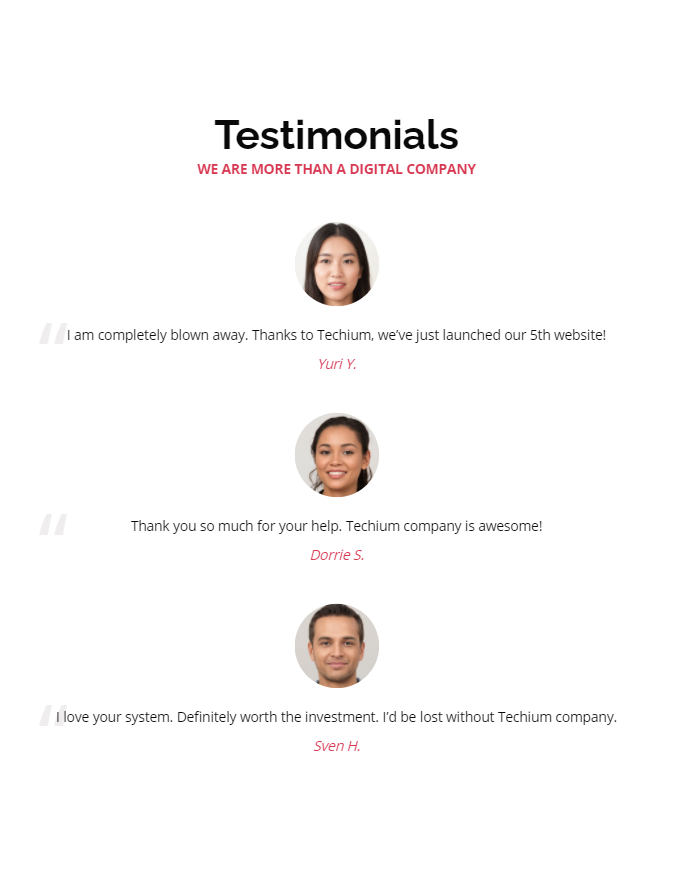 Testimonials
WE ARE MORE THAN A DIGITAL COMPANY
“I am completely blown away. Thanks to Techium, we’ve just launched our 5th website!
Yuri Y.
“ Thank you so much for your help. Techium company is awesome!
Dorrie S.
“I love your system. Definitely worth the investment. I’d be lost without Techium company.
Sven H.